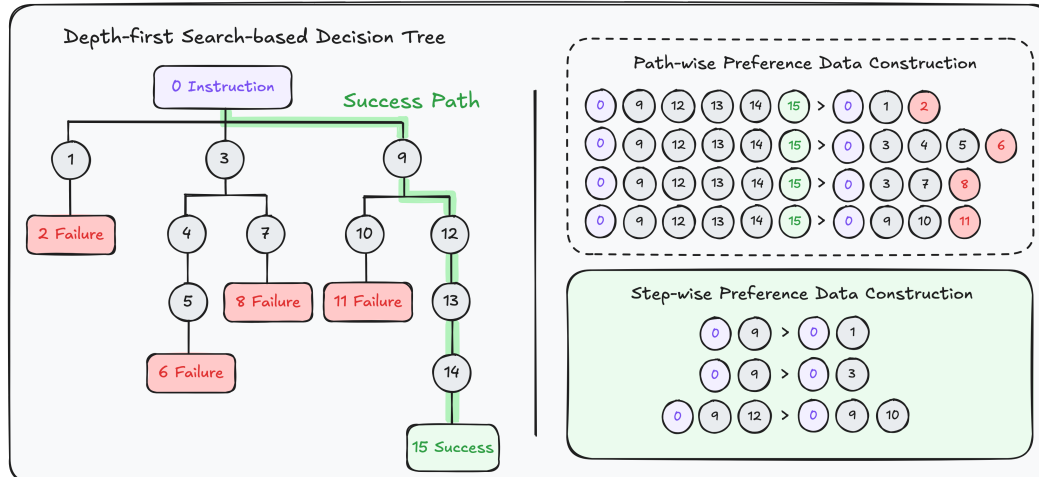 Depth-first Search-based Decision Tree
0 Instruction
Success Path
1
3
9
2 Failure
4
7
10
12
5
8 Failure
11 Failure
13
6 Failure
14
15 Success
Path-wise Preference Data Construction
0 9 12 13 14 15 > 0 1 2
0 9 12 13 14 15 > 0 3 4 5 6
0 9 12 13 14 15 > 0 3 7 8
0 9 12 13 14 15 > 0 9 10 11
Step-wise Preference Data Construction
0 9 > 0 1
0 9 > 0 3
0 9 12 > 0 9 10